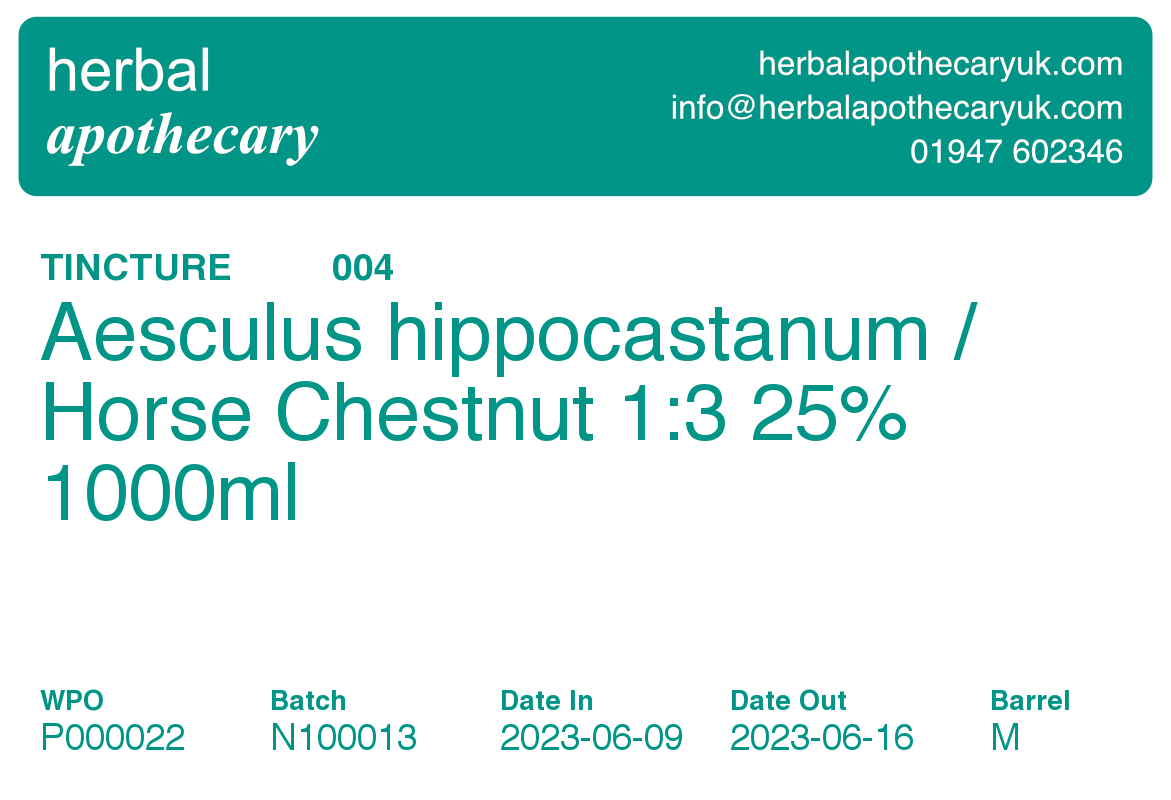 herbal
apothecary
herbalapothecaryuk.com
info@herbalapothecaryuk.com
01947 602346
TINCTURE 004
Aesculus hippocastanum /
Horse Chestnut 1:3 25%
1000ml
WPO Batch Date In Date Out Barrel
P000022 N100013 2023-06-09 2023-06-16 M